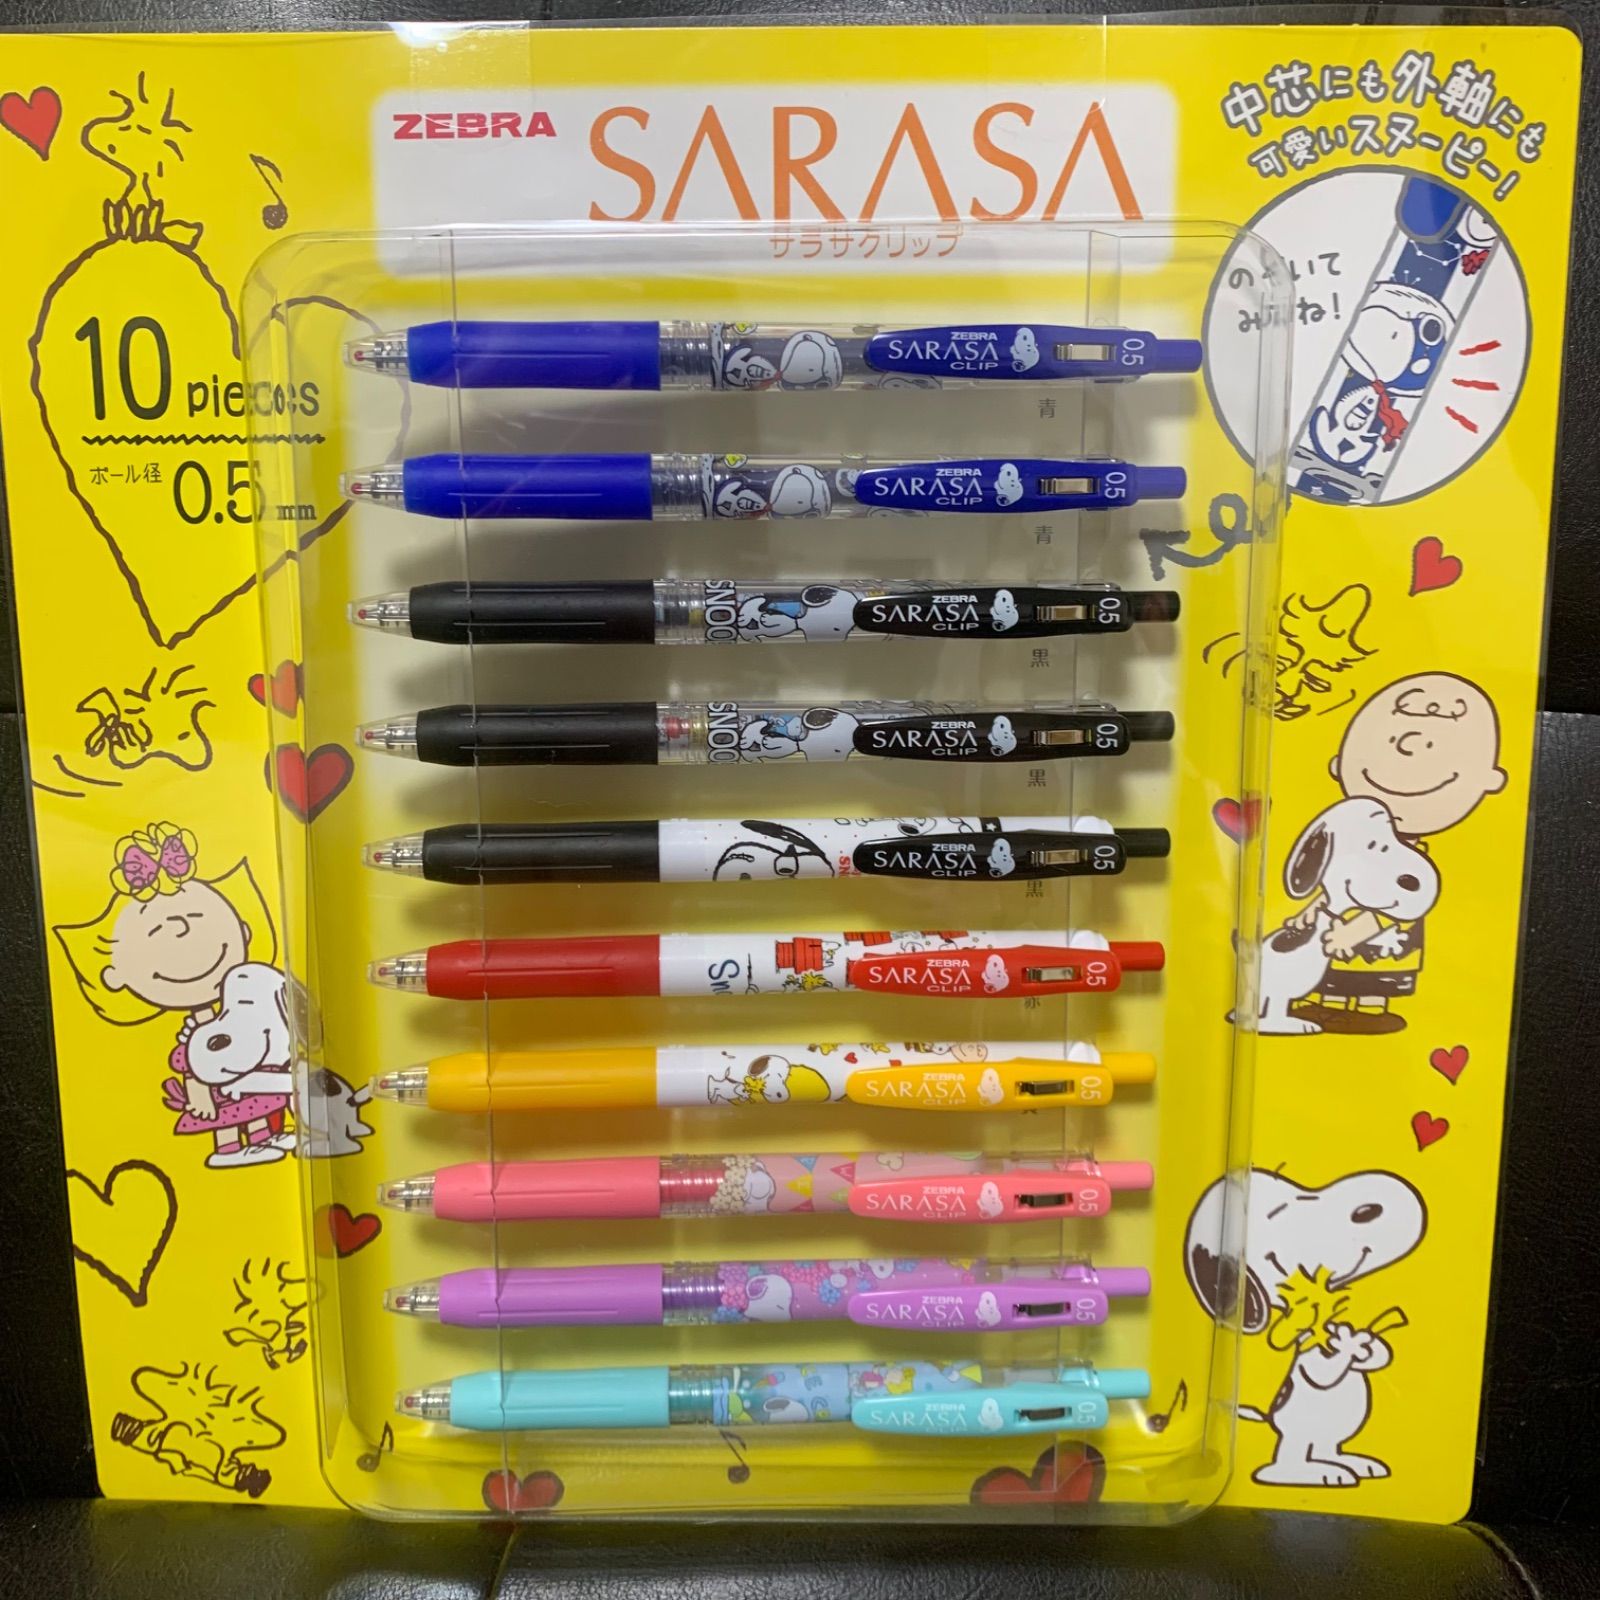 ZEBRA
SARASA
サラサクリップ
中芯にも外軸にも
可愛いスヌーピー!
のぞいて
みてね!
10 pieces
ボール径
0.5 mm
ZEBRA
SARASA
CLIP
0.5
青
ZEBRA
SARASA
CLIP
0.5
青
SNOO
ZEBRA
SARASA
CLIP
0.5
黒
SNOO
ZEBRA
SARASA
CLIP
0.5
黒
SN
ZEBRA
SARASA
CLIP
0.5
黒
Sn
ZEBRA
SARASA
CLIP
0.5
赤
ZEBRA
SARASA
CLIP
0.5
ZEBRA
SARASA
CLIP
0.5
ZEBRA
SARASA
CLIP
0.5
ZEBRA
SARASA
CLIP
0.5